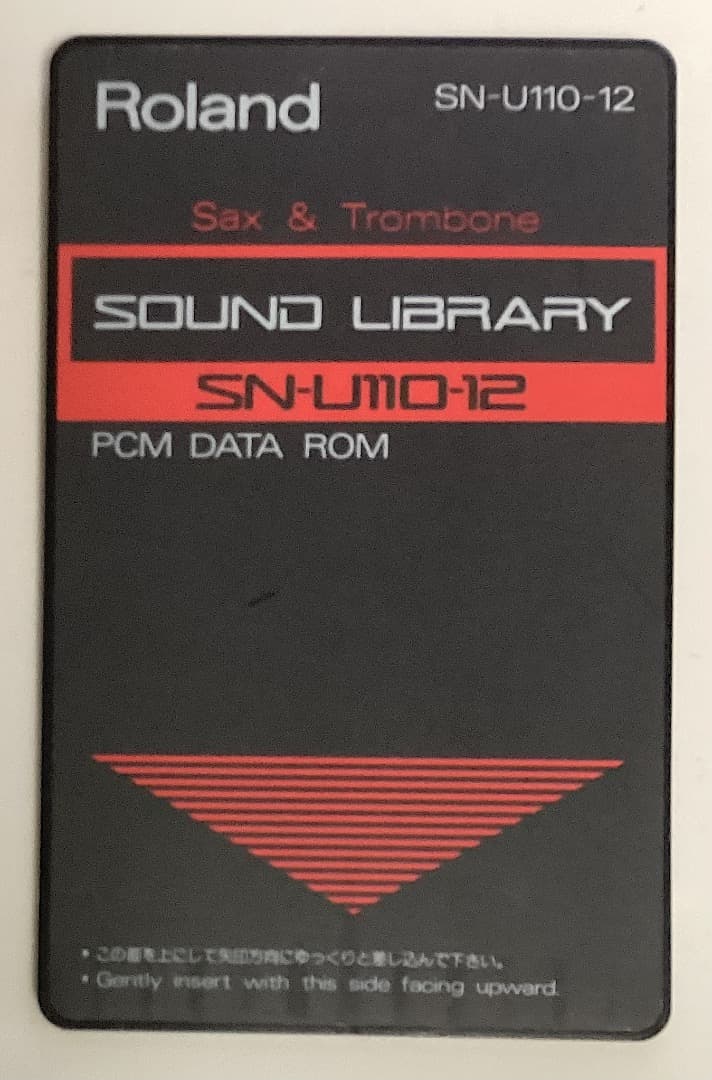 Roland SN-U110-12
Sax & Trombone
SOUND LIBRARY
SN-U110-12
PCM DATA ROM
• この面を上にして矢印方向にゆっくりと差し込んで下さい。
• Gently insert with this side facing upward.